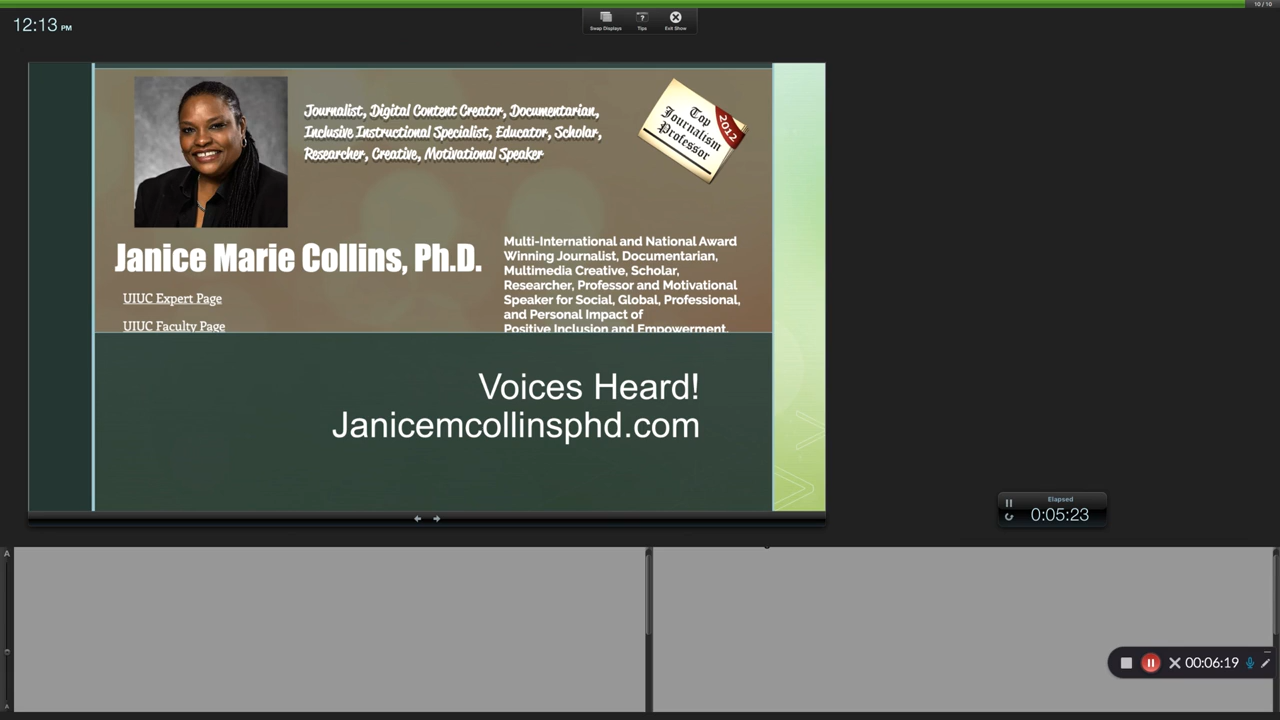 10 / 10
12:13 PM
Swap Displays
Tips
Exit Show
Journalist, Digital Content Creator, Documentarian,
Inclusive Instructional Specialist, Educator, Scholar,
Researcher, Creative, Motivational Speaker
Top
Journalism
Professor
2012
Janice Marie Collins, Ph.D.
UIUC Expert Page
UIUC Faculty Page
Multi-International and National Award
Winning Journalist, Documentarian,
Multimedia Creative, Scholar,
Researcher, Professor and Motivational
Speaker for Social, Global, Professional,
and Personal Impact of
Positive Inclusion and Empowerment.
Voices Heard!
Janicemcollinsphd.com
Elapsed
0:05:23
A
A
00:06:19